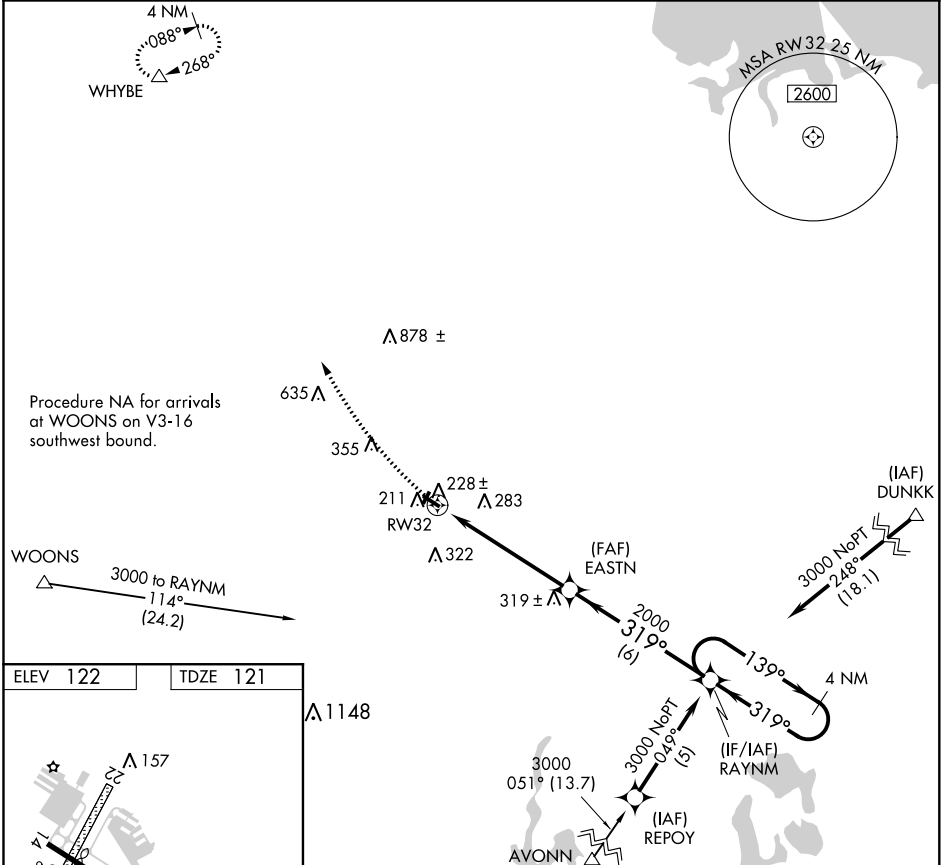 4 NM
088°
268°
WHYBE
MSA RW32 25 NM
2600
878 ±
635
Procedure NA for arrivals
at WOONS on V3-16
southwest bound.
355
228 ±
211
283
RW32
322
(IAF)
DUNKK
3000 NoPT
248°
(18.1)
WOONS
3000 to RAYNM
114°
(24.2)
(FAF)
EASTN
319 ±
2000
319°
(6)
139°
4 NM
319°
(IF/IAF)
RAYNM
3000 NoPT
049°
(5)
3000
051° (13.7)
(IAF)
REPOY
AVONN
ELEV 122
TDZE 121
1148
157
22
14